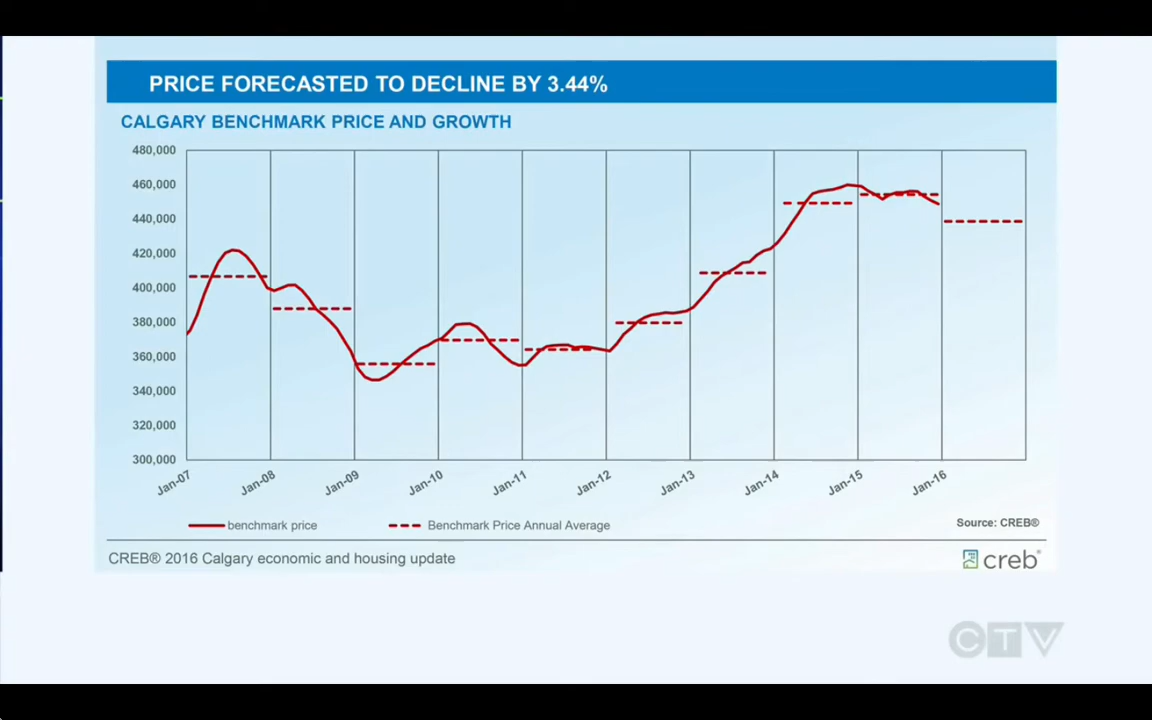 PRICE FORECASTED TO DECLINE BY 3.44%
CALGARY BENCHMARK PRICE AND GROWTH
480,000
460,000
440,000
420,000
400,000
380,000
360,000
340,000
320,000
300,000
Jan-07 Jan-08 Jan-09 Jan-10 Jan-11 Jan-12 Jan-13 Jan-14 Jan-15 Jan-16
benchmark price Benchmark Price Annual Average
Source: CREB®
CREB® 2016 Calgary economic and housing update
creb®
CTV